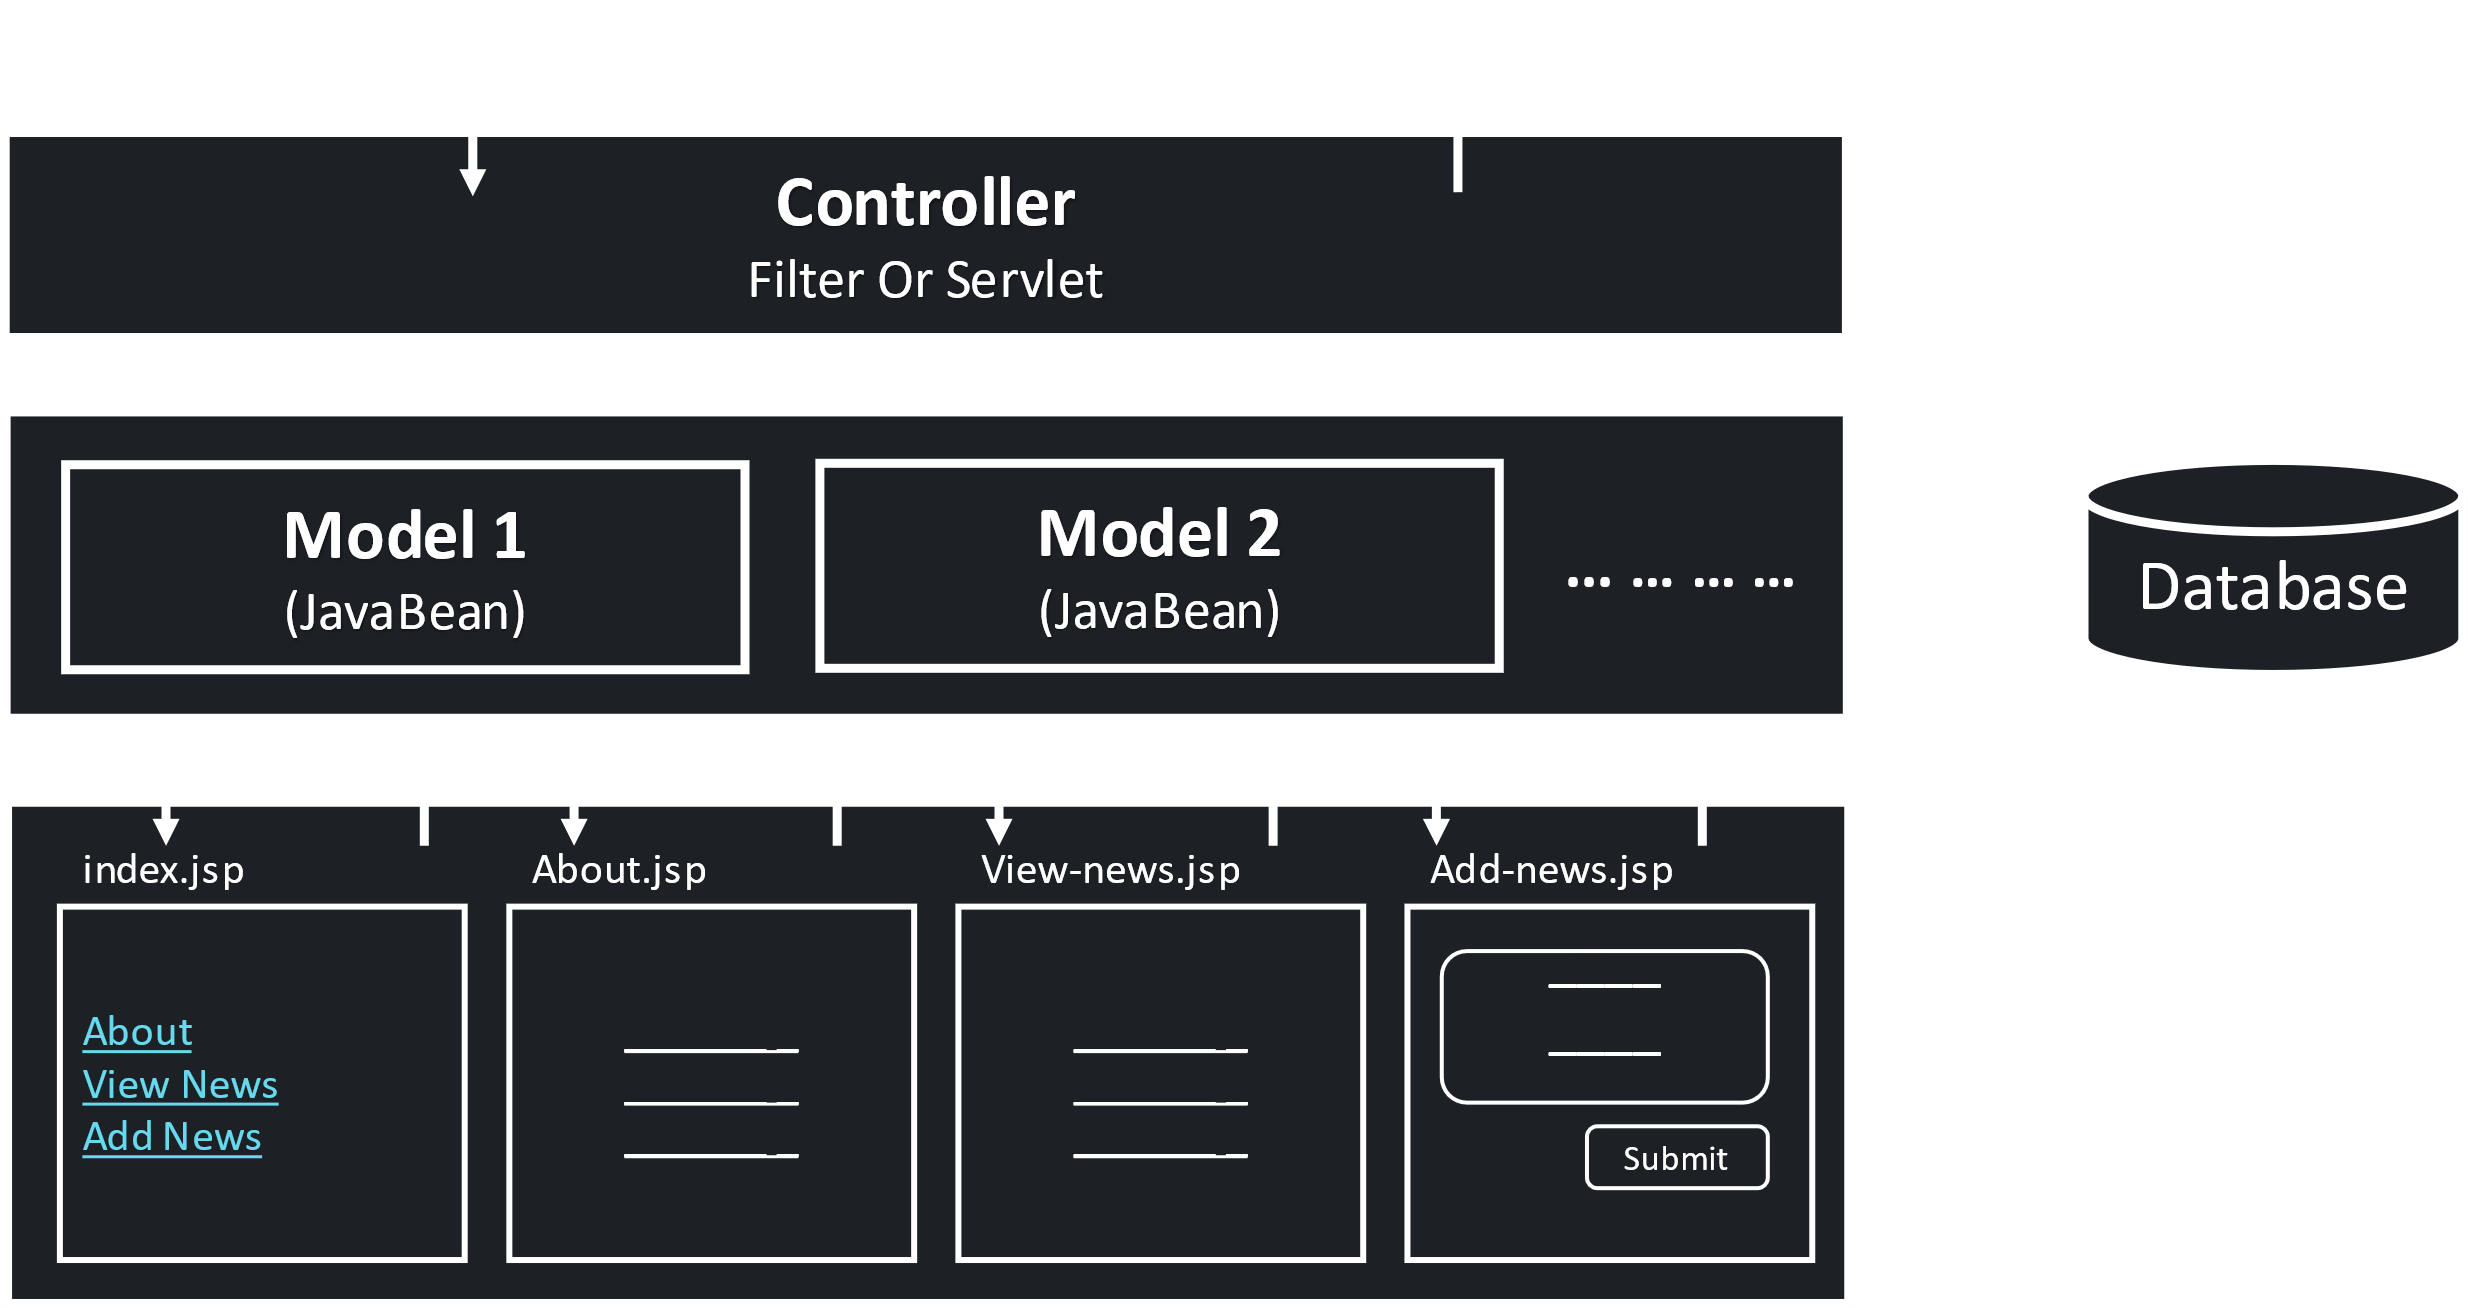 Controller
Filter Or Servlet
Model 1
(JavaBean)
Model 2
(JavaBean)
... ... ... ...
Database
index.jsp
About.jsp
View-news.jsp
Add-news.jsp
About
View News
Add News
Submit